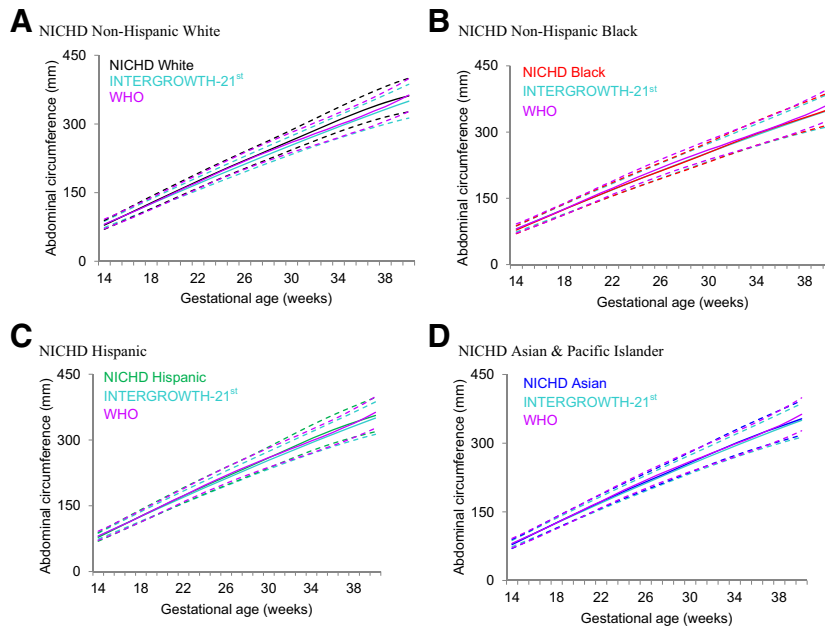 A NICHD Non-Hispanic White
NICHD White
INTERGROWTH-21st
WHO
Abdominal circumference (mm)
450
300
150
0
14 18 22 26 30 34 38
Gestational age (weeks)
B NICHD Non-Hispanic Black
NICHD Black
INTERGROWTH-21st
WHO
Abdominal circumference (mm)
450
300
150
0
14 18 22 26 30 34 38
Gestational age (weeks)
C NICHD Hispanic
NICHD Hispanic
INTERGROWTH-21st
WHO
Abdominal circumference (mm)
450
300
150
0
14 18 22 26 30 34 38
Gestational age (weeks)
D NICHD Asian & Pacific Islander
NICHD Asian
INTERGROWTH-21st
WHO
Abdominal circumference (mm)
450
300
150
0
14 18 22 26 30 34 38
Gestational age (weeks)